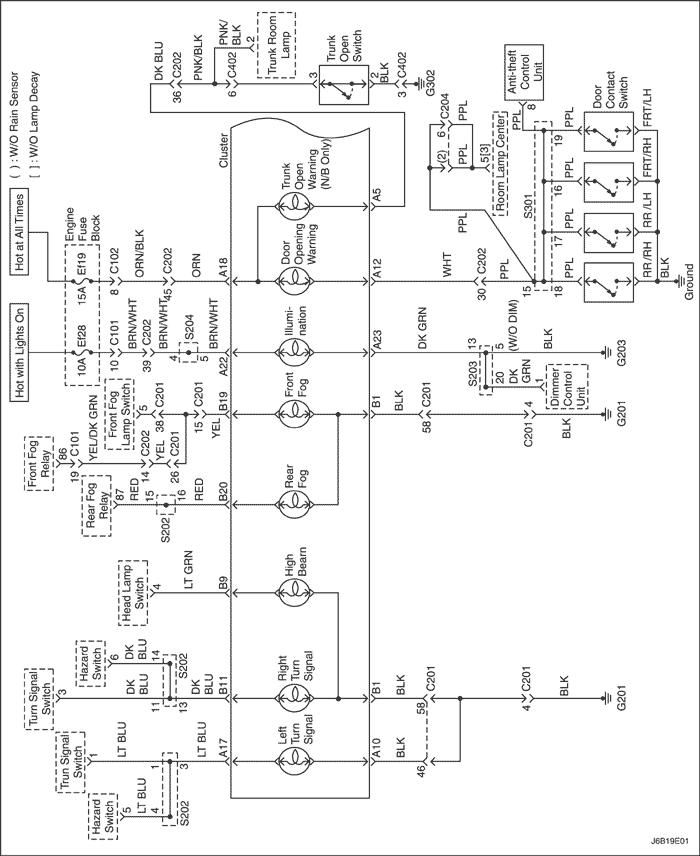 ( ) : W/O Rain Sensor
[ ] : W/O Lamp Decay
Hot at All Times
Hot with Lights On
Engine
Fuse
Block
Ef19
15A
Ef28
10A
8
C102
ORN/BLK
45
C202
ORN
A18
10
C101
BRN/WHT
39
C202
BRN/WHT
4
S204
5
BRN/WHT
A22
Front Fog
Relay
86
19
C101
YEL/DK GRN
14
C202
YEL
26
C201
Front Fog
Lamp Switch
5
38
C201
15
C201
YEL
B19
Rear Fog
Relay
87
RED
15
S202
16
RED
B20
Head Lamp
Switch
4
LT GRN
B9
Turn Signal
Switch
3
DK
BLU
11
Hazard
Switch
6
DK
BLU
14
S202
13
DK
BLU
B11
Trun Signal
Switch
1
LT BLU
1
Hazard
Switch
5
LT BLU
4
S202
3
LT BLU
A17
Cluster
Trunk
Open
Warning
(N/B Only)
Door
Opening
Warning
Illumi-
nation
Front
Fog
Rear
Fog
High
Beam
Right
Turn
Signal
Left
Turn
Signal
A5
A12
A23
B1
B1
A10
DK BLU
36
C202
PNK/BLK
PNK/
BLK
2
Trunk Room
Lamp
6
C402
3
Trunk
Open
Switch
2
BLK
3
C402
G302
WHT
30
C202
PPL
15
PPL
6
C204
(2)
PPL
PPL
5[3]
Room Lamp Center
S301
PPL
8
Anti-theft
Control
Unit
19
PPL
16
PPL
17
PPL
18
PPL
Door
Contact
Switch
FRT/LH
FRT/RH
RR/LH
RR/RH
BLK
Ground
DK GRN
13
S203
5
(W/O DIM)
20
DK
GRN
1
Dimmer
Control
Unit
BLK
G203
BLK
58
C201
4
C201
BLK
G201
BLK
58
C201
BLK
46
4
C201
BLK
G201
J6B19E01